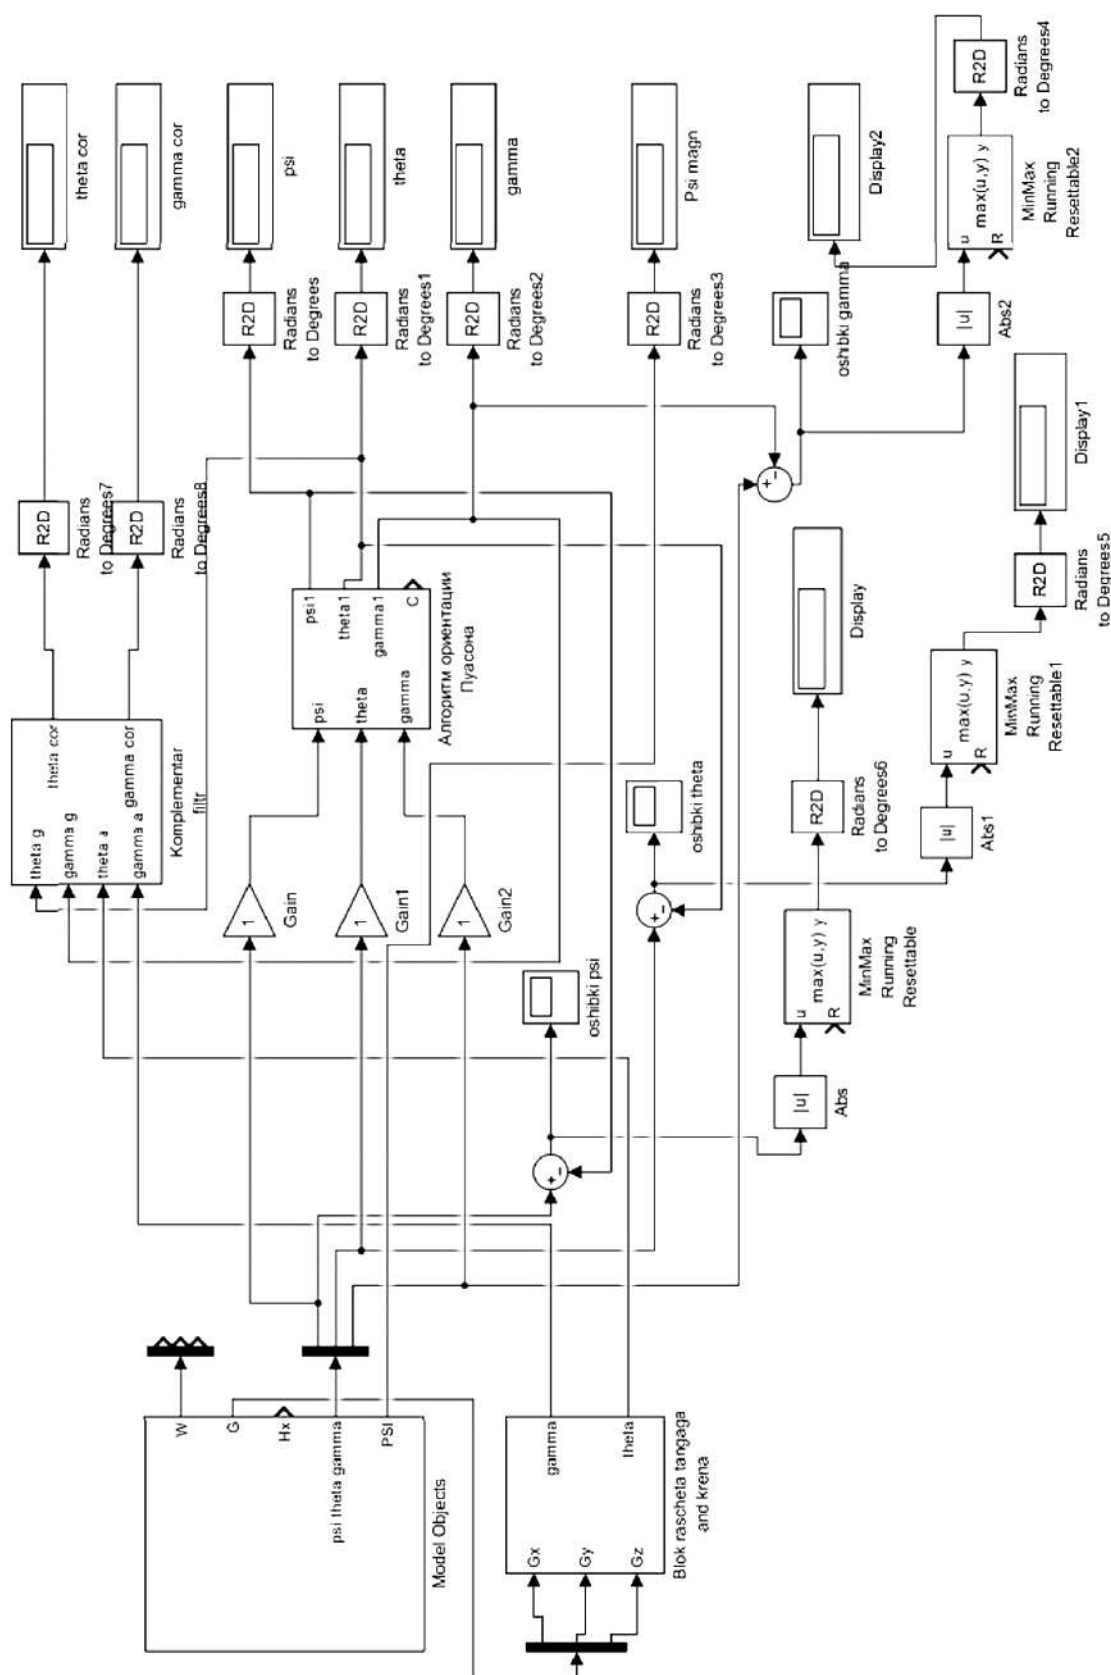 theta cor
gamma cor
psi
theta
gamma
Psi magn
Display2
R2D
Radians
to Degrees4
max(u,y)
u
R
y
MinMax
Running
Resettable2
R2D
Radians
to Degrees
R2D
Radians
to Degrees1
R2D
Radians
to Degrees2
R2D
Radians
to Degrees3
oshibki gamma
|u|
Abs2
Display1
R2D
Radians
to Degrees7
R2D
Radians
to Degrees8
+
-
R2D
Radians
to Degrees5
Display
psi1
theta1
gamma1
C
psi
theta
gamma
Алгоритм ориентации
Пуасона
theta cor
gamma cor
theta g
gamma g
theta a
gamma a
Komplementar
filtr
u
R
max(u,y)
y
MinMax
Running
Resettable1
oshibki theta
R2D
Radians
to Degrees6
|u|
Abs1
1
Gain
1
Gain1
1
Gain2
+
-
u
R
max(u,y)
y
MinMax
Running
Resettable
oshibki psi
|u|
Abs
+
-
W
G
Hx
psi theta gamma
PSI
Model Objects
gamma
theta
Gx
Gy
Gz
Blok rascheta tangaga
and krena